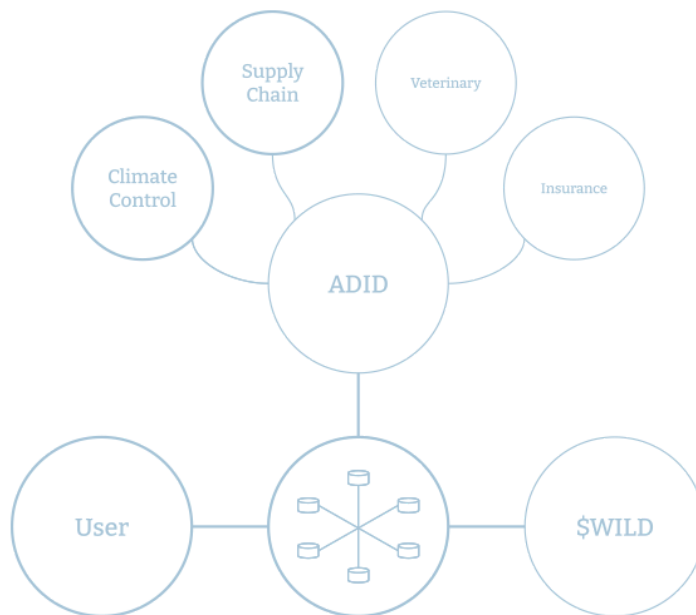 Supply
Chain
Veterinary
Climate
Control
Insurance
ADID
User
$WILD